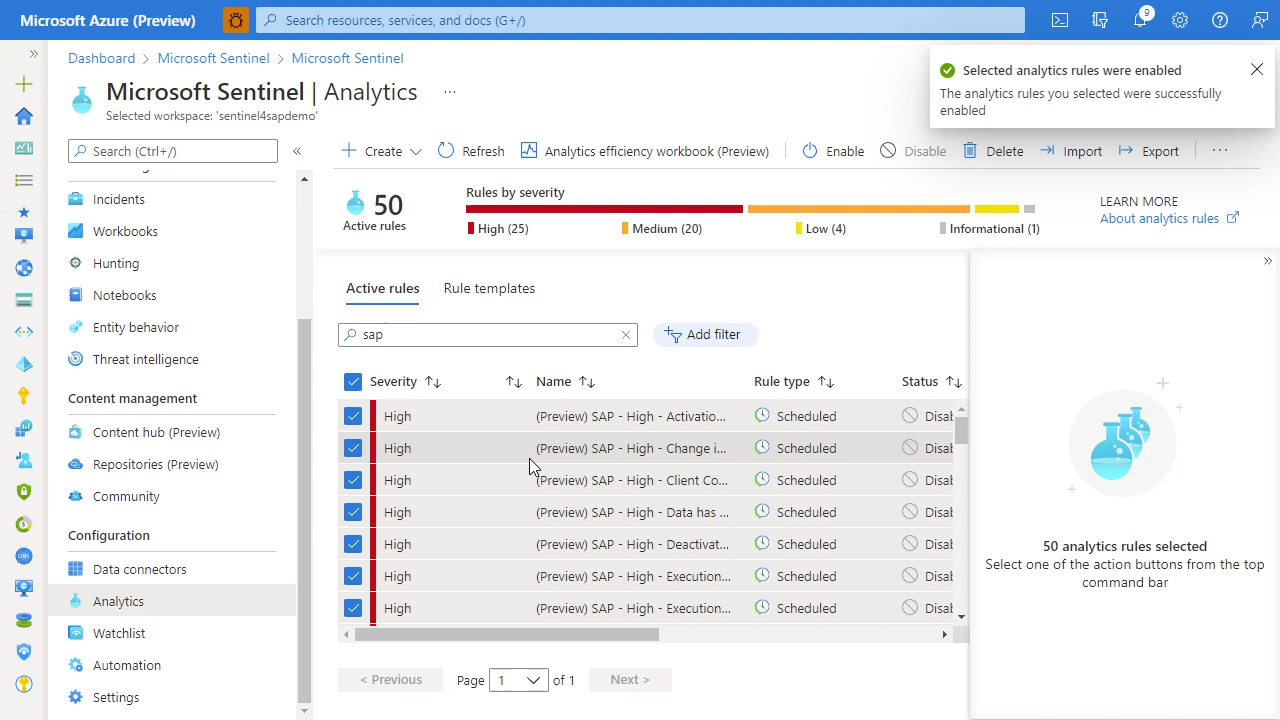 Microsoft Azure (Preview)
Search resources, services, and docs (G+/)
9
Dashboard > Microsoft Sentinel > Microsoft Sentinel
Microsoft Sentinel | Analytics ...
Selected workspace: 'sentinel4sapdemo'
Selected analytics rules were enabled
The analytics rules you selected were successfully
enabled
Search (Ctrl+/)
«
Incidents
Workbooks
Hunting
Notebooks
Entity behavior
Threat intelligence
Content management
Content hub (Preview)
Repositories (Preview)
Community
Configuration
Data connectors
Analytics
Watchlist
Automation
Settings
Create
Refresh
Analytics efficiency workbook (Preview)
Enable
Disable
Delete
Import
Export
...
50
Active rules
Rules by severity
High (25)
Medium (20)
Low (4)
Informational (1)
LEARN MORE
About analytics rules
Active rules
Rule templates
sap
Add filter
Severity
Name
Rule type
Status
High (Preview) SAP - High - Activatio... Scheduled Disab
High (Preview) SAP - High - Change i... Scheduled Disab
High (Preview) SAP - High - Client Co... Scheduled Disab
High (Preview) SAP - High - Data has ... Scheduled Disab
High (Preview) SAP - High - Deactivat... Scheduled Disab
High (Preview) SAP - High - Execution... Scheduled Disab
High (Preview) SAP - High - Execution... Scheduled Disab
< Previous
Page 1 of 1
Next >
»
50 analytics rules selected
Select one of the action buttons from the top
command bar